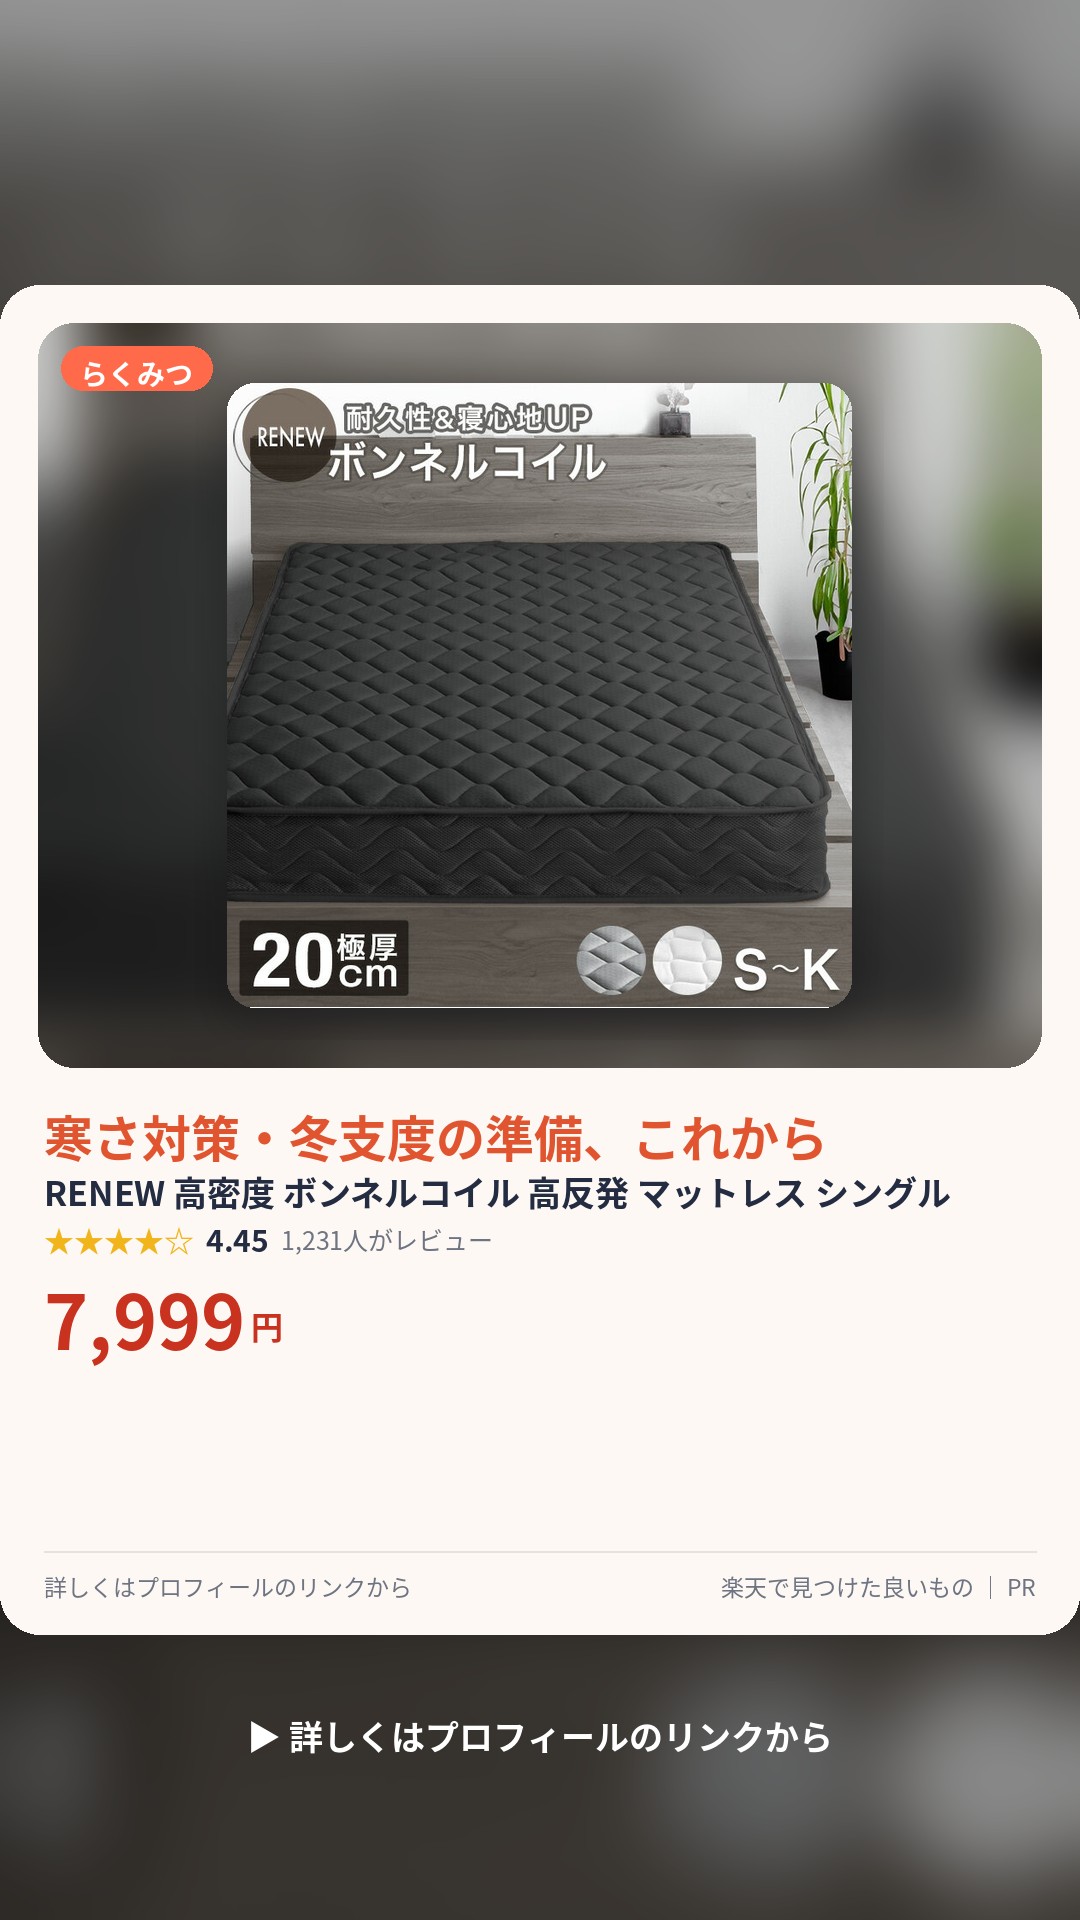 らくみつ
RENEW
耐久性&寝心地UP
ボンネルコイル
20cm 極厚
S～K
寒さ対策・冬支度の準備、これから
RENEW 高密度 ボンネルコイル 高反発 マットレス シングル
★★★★☆ 4.45 1,231人がレビュー
7,999円
詳しくはプロフィールのリンクから
楽天で見つけた良いもの｜PR
▶ 詳しくはプロフィールのリンクから